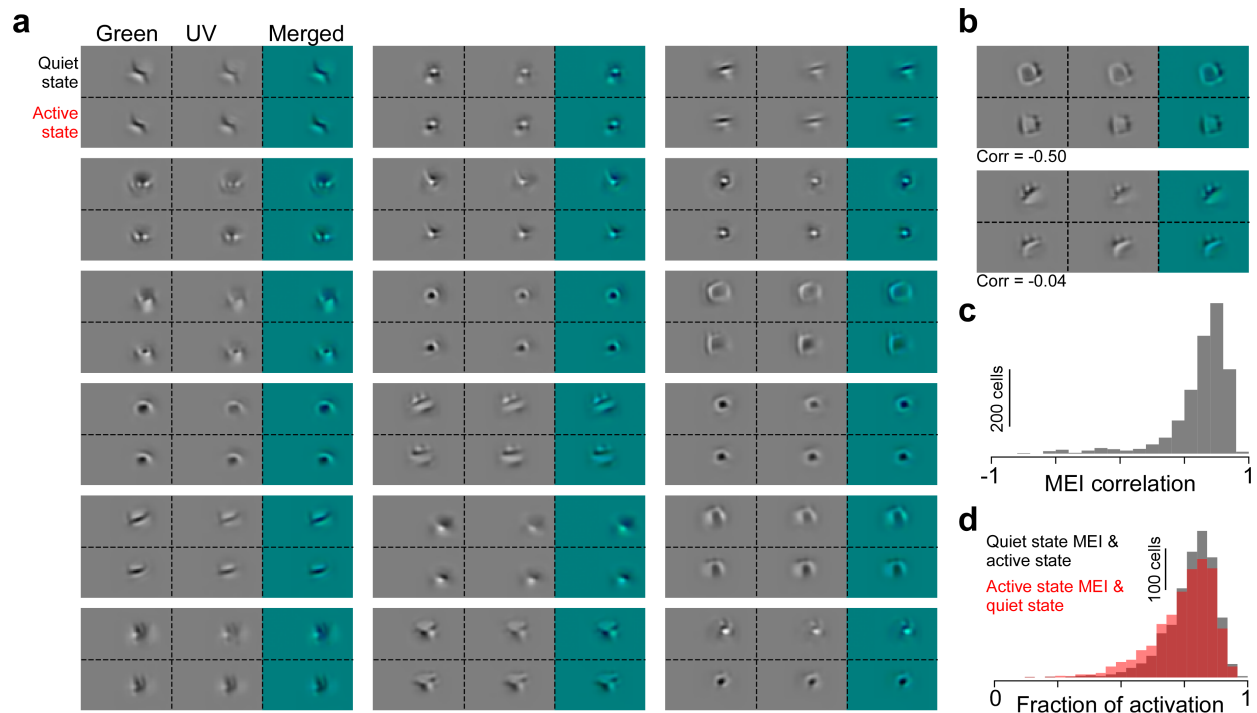 a
Green UV Merged
Quiet
state
Active
state
b
Corr = -0.50
Corr = -0.04
c
200 cells
-1 1
MEI correlation
d
Quiet state MEI &
active state
Active state MEI &
quiet state
100 cells
0 1
Fraction of activation